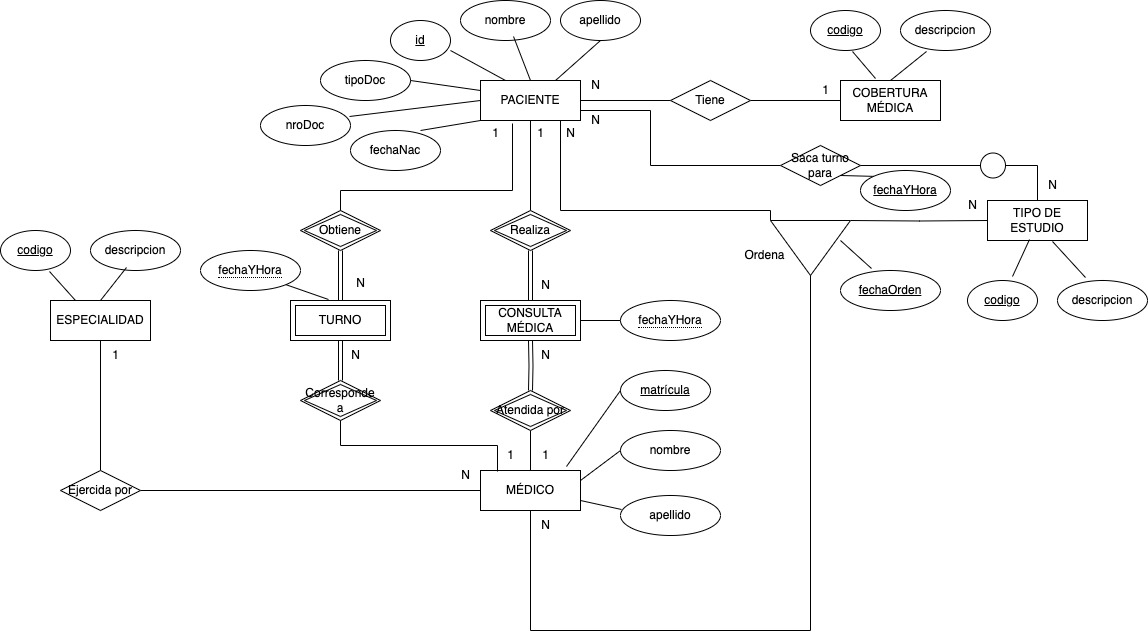 nombre
apellido
id
codigo
descripcion
tipoDoc
N
PACIENTE
Tiene
1
COBERTURA
MÉDICA
nroDoc
N
fechaNac
1
1
N
Saca turno
para
fechaYHora
N
N
TIPO DE
ESTUDIO
Obtiene
Realiza
codigo
descripcion
Ordena
fechaYHora
N
N
fechaOrden
codigo
descripcion
ESPECIALIDAD
TURNO
CONSULTA
MÉDICA
fechaYHora
1
N
N
Corresponde
a
Atendida por
matrícula
nombre
1
1
N
Ejercida por
MÉDICO
apellido
N